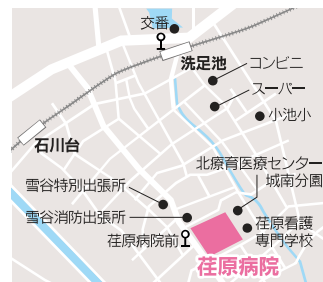 交番
洗足池
コンビニ
スーパー
小池小
石川台
北療育医療センター
城南分園
雪谷特別出張所
雪谷消防出張所
荏原病院前
荏原看護
専門学校
荏原病院